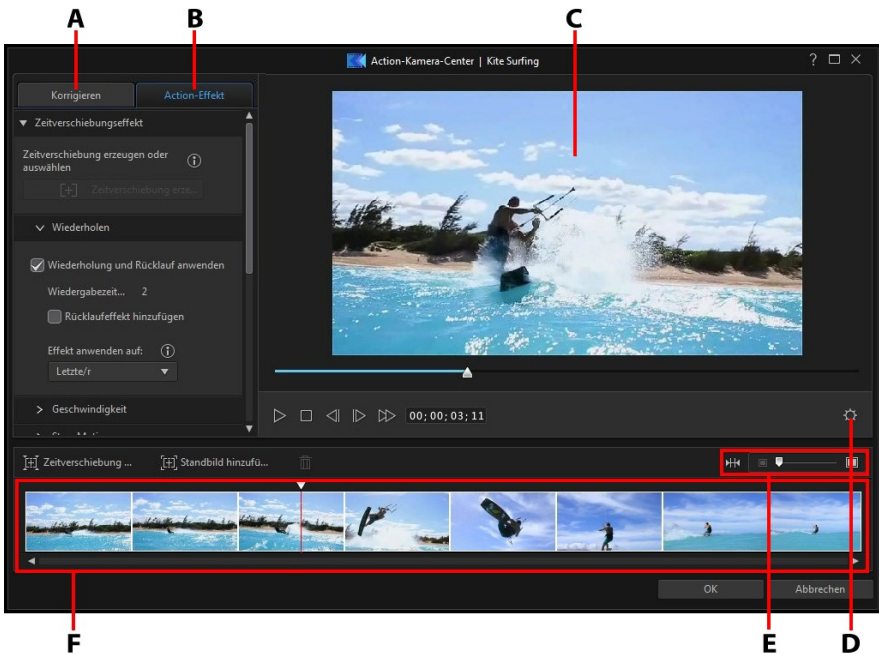 A B C
Action-Kamera-Center | Kite Surfing ?
Korrigieren Action-Effekt
Zeitverschiebungseffekt
Zeitverschiebung erzeugen oder
auswählen
Zeitverschiebung erze...
Wiederholen
Wiederholung und Rücklauf anwenden
Wiedergabezeit... 2
Rücklaufeffekt hinzufügen
Effekt anwenden auf:
Letzte/r
Geschwindigkeit
00; 00; 03; 11
Zeitverschiebung ... Standbild hinzufü...
OK Abbrechen
F E D